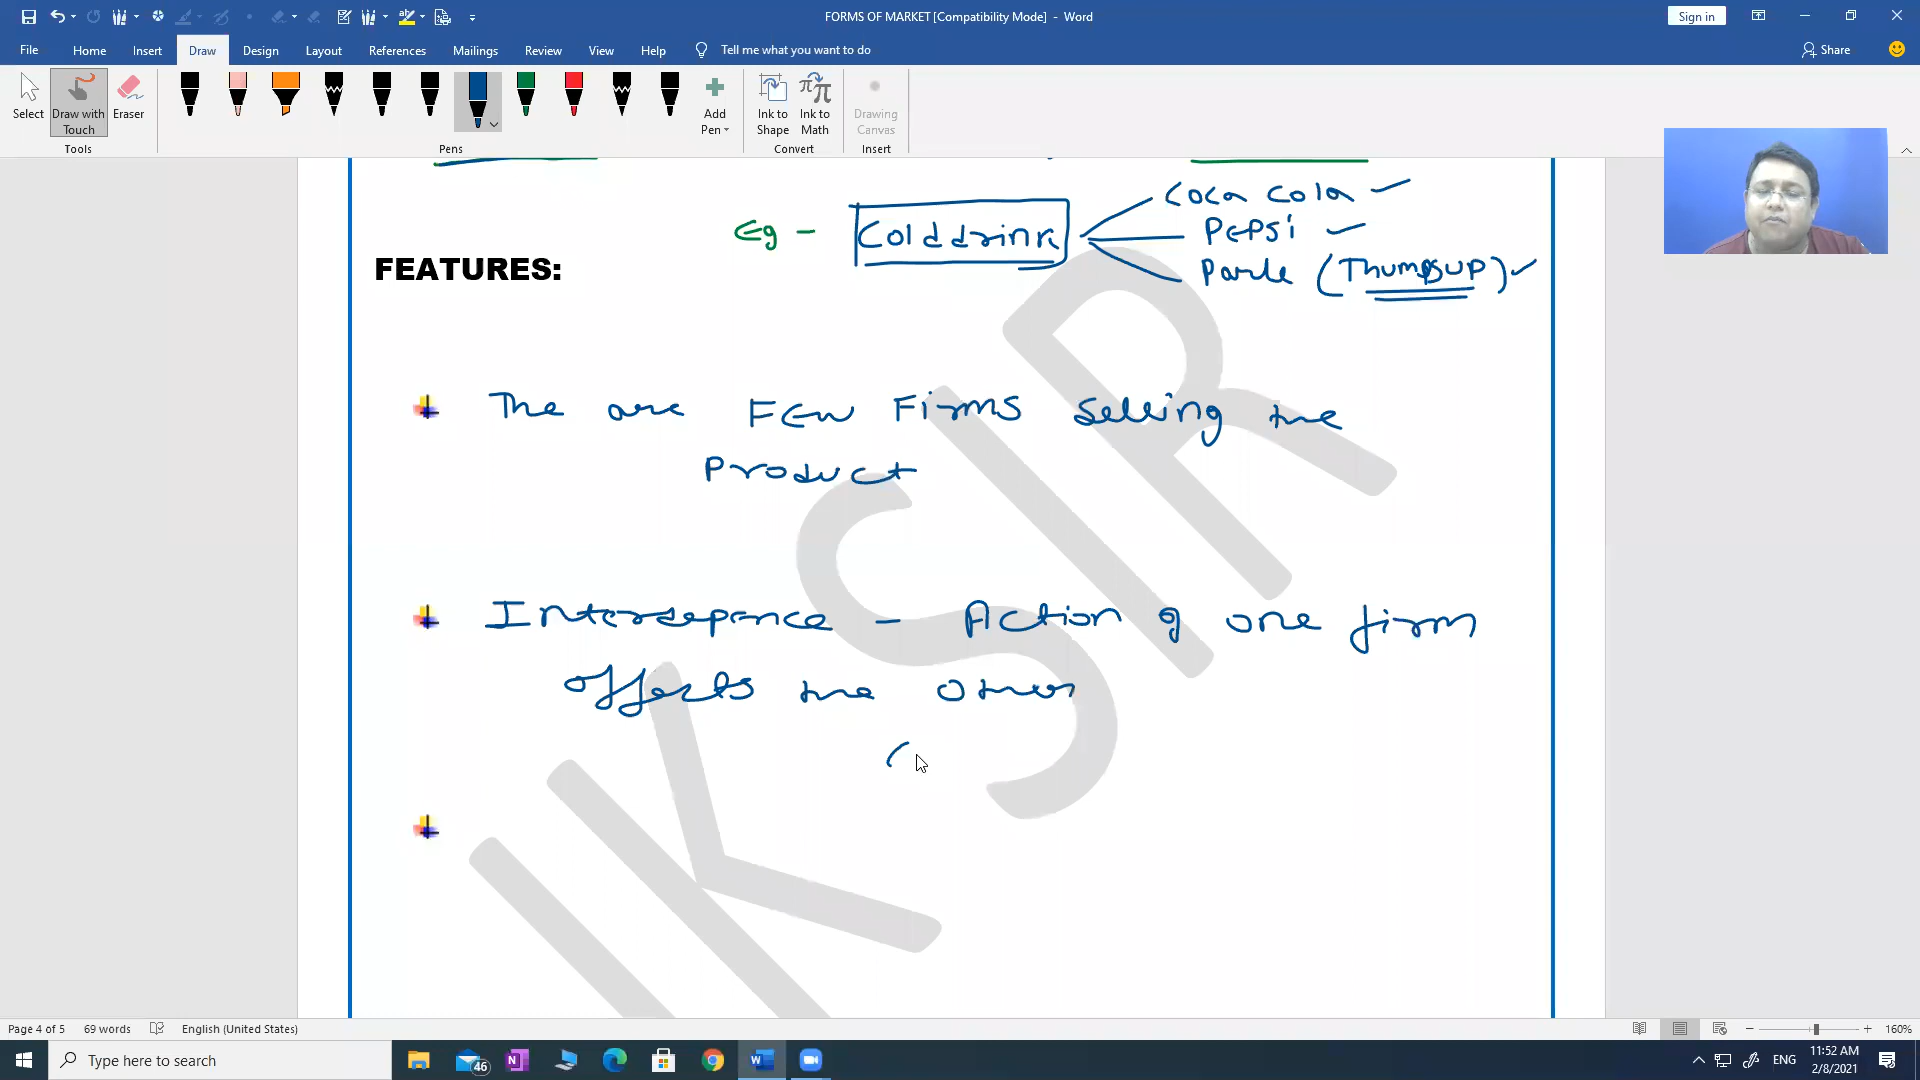 FORMS OF MARKET [Compatibility Mode] - Word
Sign in
File Home Insert Draw Design Layout References Mailings Review View Help Tell me what you want to do Share
Select Draw with Touch Eraser Add Pen Ink to Shape Ink to Math Drawing Canvas
Tools Pens Convert Insert
Coca Cola
Eg - Colddrink
Pepsi
FEATURES:
Parle (Thumpsup)
The are Few Firms Selling the
Product
Interdepence - Action of one firm
affects the other
IK SIR
Page 4 of 5 69 words English (United States) 160%
Type here to search
46
ENG
11:52 AM
2/8/2021